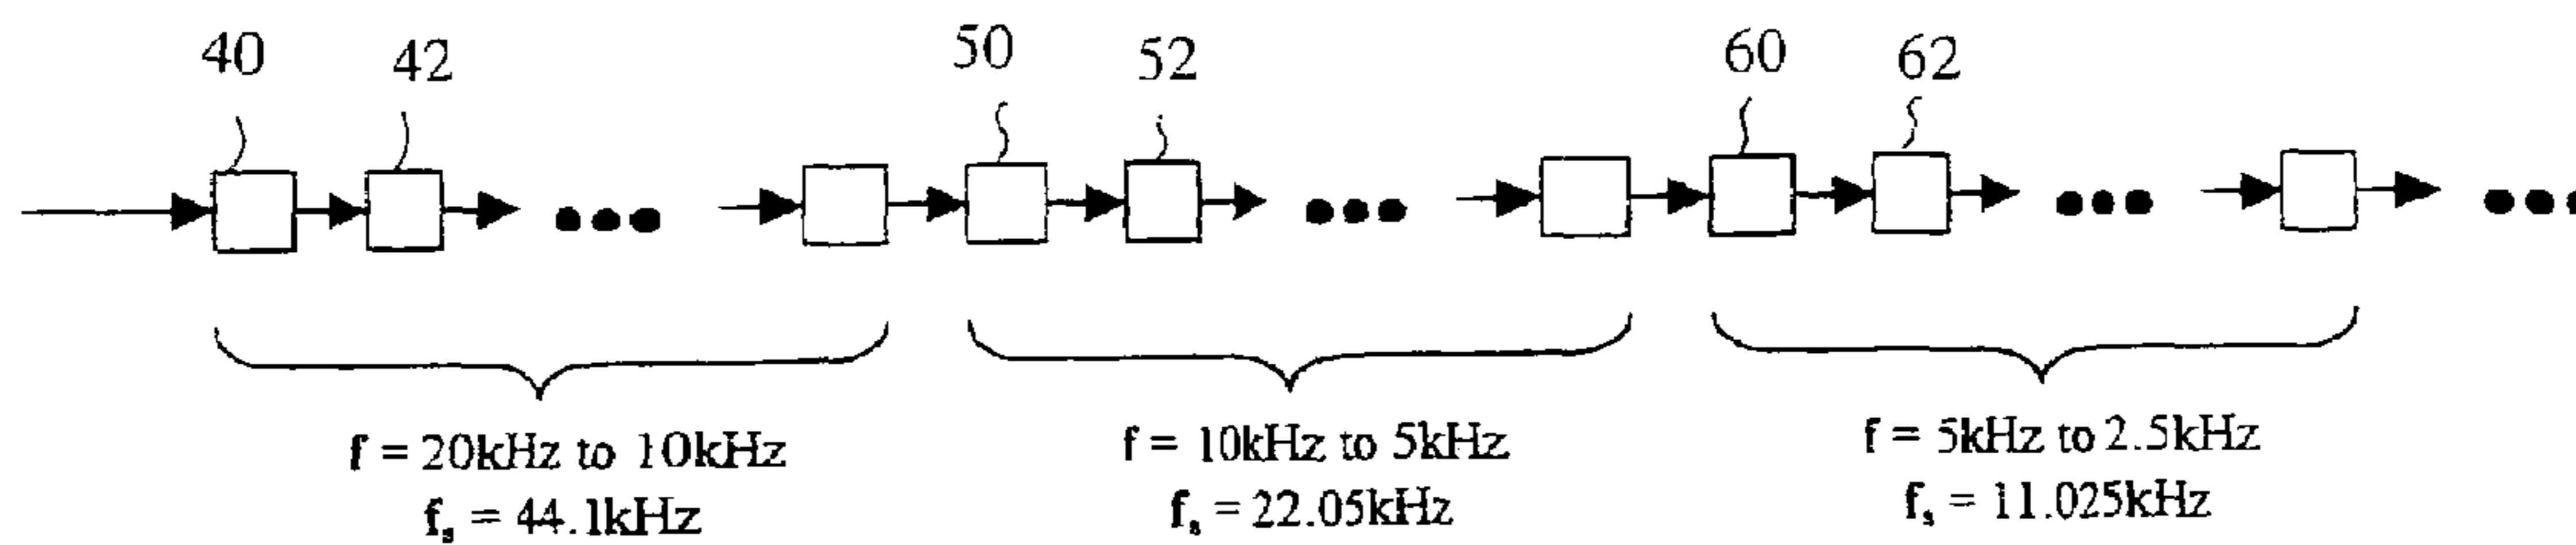 40 42 50 52 60 62
f = 20kHz to 10kHz
fs = 44.1kHz
f = 10kHz to 5kHz
fs = 22.05kHz
f = 5kHz to 2.5kHz
fs = 11.025kHz